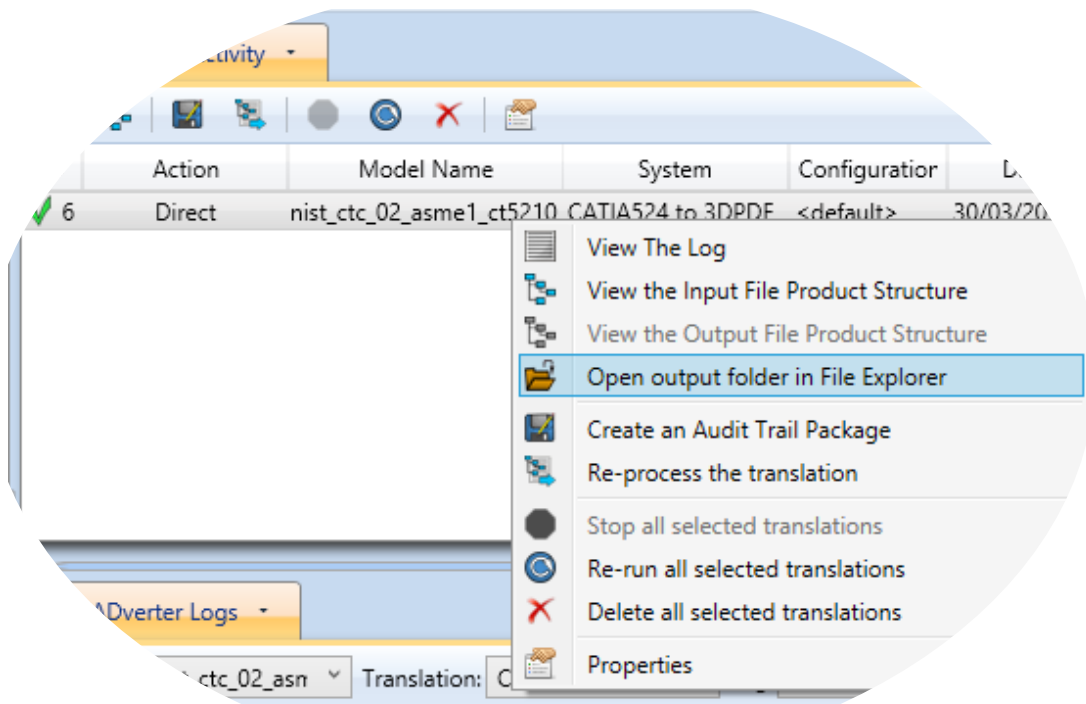 Action Model Name System Configuration
6 Direct nist_ctc_02_asme1_ct5210 CATIA524 to 3DPDF <default> 30/03/20
View The Log
View the Input File Product Structure
View the Output File Product Structure
Open output folder in File Explorer
Create an Audit Trail Package
Re-process the translation
Stop all selected translations
Re-run all selected translations
Delete all selected translations
ADverter Logs
Properties
ctc_02_asn Translation: C